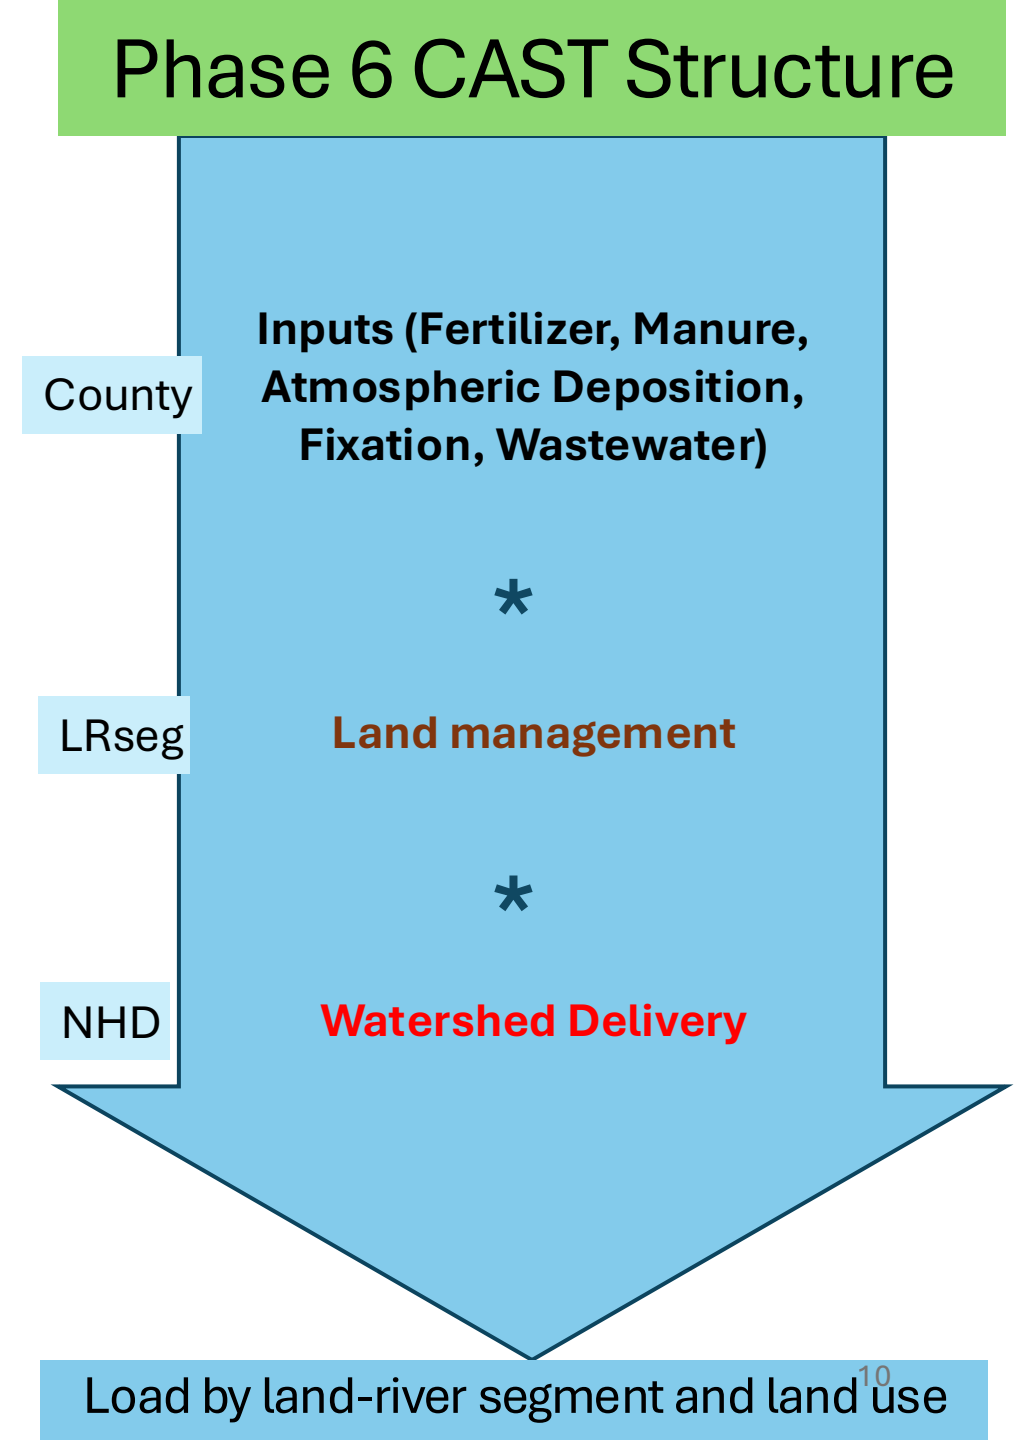 Phase 6 CAST Structure
Inputs (Fertilizer, Manure,
Atmospheric Deposition,
Fixation, Wastewater)
County
*
LRseg
Land management
*
NHD
Watershed Delivery
Load by land-river segment and land use
10